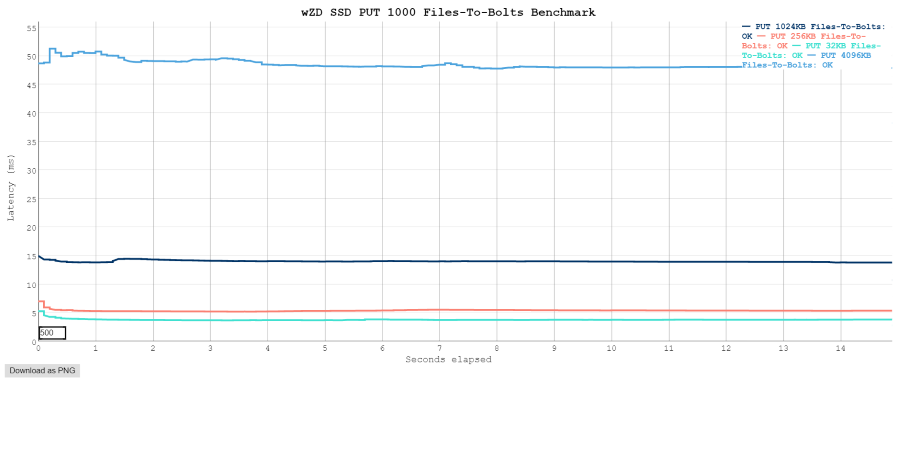 wZD SSD PUT 1000 Files-To-Bolts Benchmark
— PUT 1024KB Files-To-Bolts:
OK — PUT 256KB Files-To-
Bolts: OK — PUT 32KB Files-
To-Bolts: OK — PUT 4096KB
Files-To-Bolts: OK
55
50
45
40
35
30
25
20
15
10
5
0
Latency (ms)
500
0 1 2 3 4 5 6 7 8 9 10 11 12 13 14
Seconds elapsed
Download as PNG